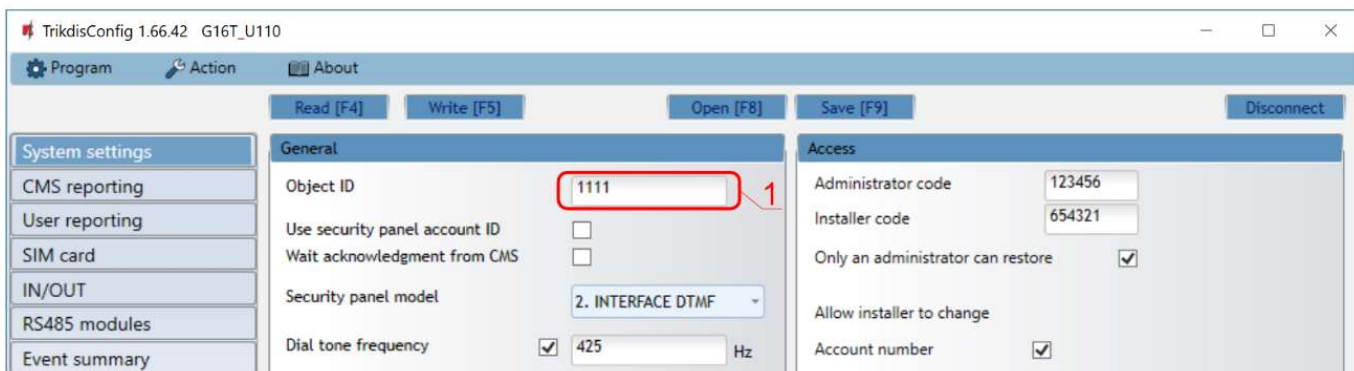 TrikdisConfig 1.66.42 G16T_U110
Program Action About
Read [F4] Write [F5] Open [F8] Save [F9] Disconnect
System settings
CMS reporting
User reporting
SIM card
IN/OUT
RS485 modules
Event summary
General
Object ID 1111 1
Use security panel account ID
Wait acknowledgment from CMS
Security panel model 2. INTERFACE DTMF
Dial tone frequency 425 Hz
Access
Administrator code 123456
Installer code 654321
Only an administrator can restore
Allow installer to change
Account number